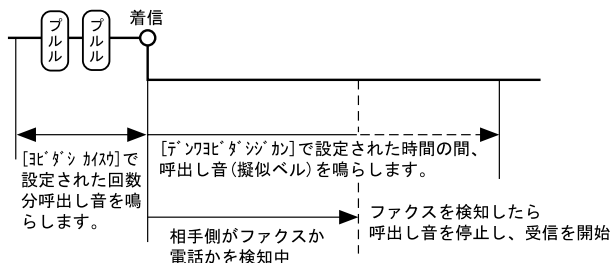 着信
プルル
プルル
[ﾖﾋﾞﾀﾞｼ ｶｲｽｳ]で
設定された回数
分呼出し音を鳴
らします。
[ﾃﾞﾝﾜﾖﾋﾞﾀﾞｼｼﾞｶﾝ]で設定された時間の間、
呼出し音(擬似ベル)を鳴らします。
相手側がファクスか
電話かを検知中
ファクスを検知したら
呼出し音を停止し、受信を開始